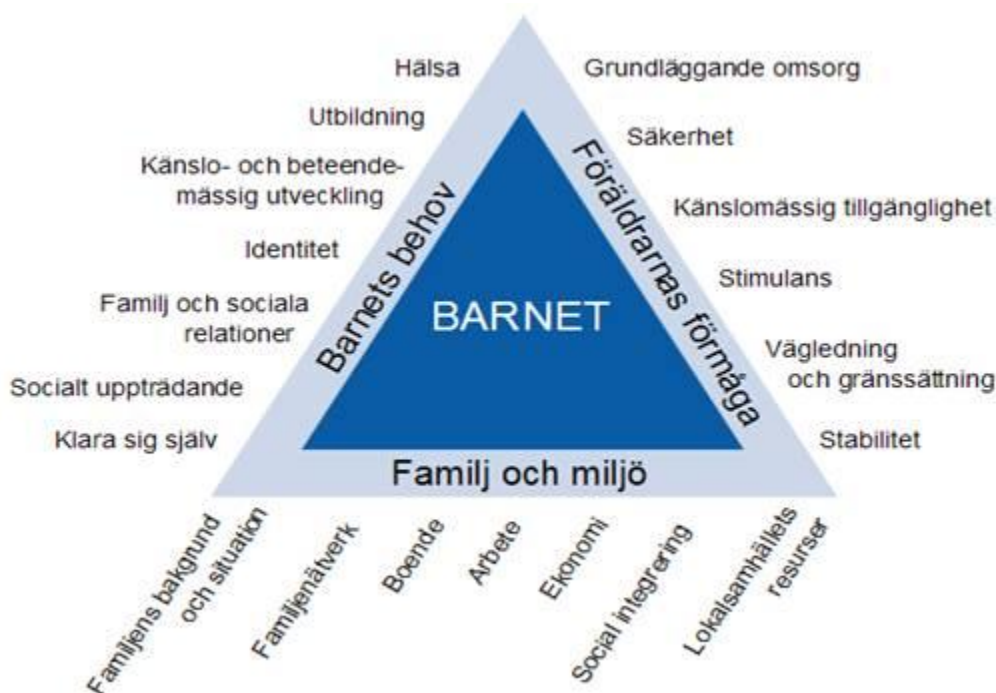 Hälsa
Utbildning
Känslo- och beteende-
mässig utveckling
Identitet
Familj och sociala
relationer
Socialt uppträdande
Klara sig själv
Barnets behov
BARNET
Föräldrarnas förmåga
Grundläggande omsorg
Säkerhet
Känslomässig tillgänglighet
Stimulans
Vägledning
och gränssättning
Stabilitet
Familj och miljö
Familjens bakgrund
och situation
Familjenätverk
Boende
Arbete
Ekonomi
Social integrering
Lokalsamhällets
resurser